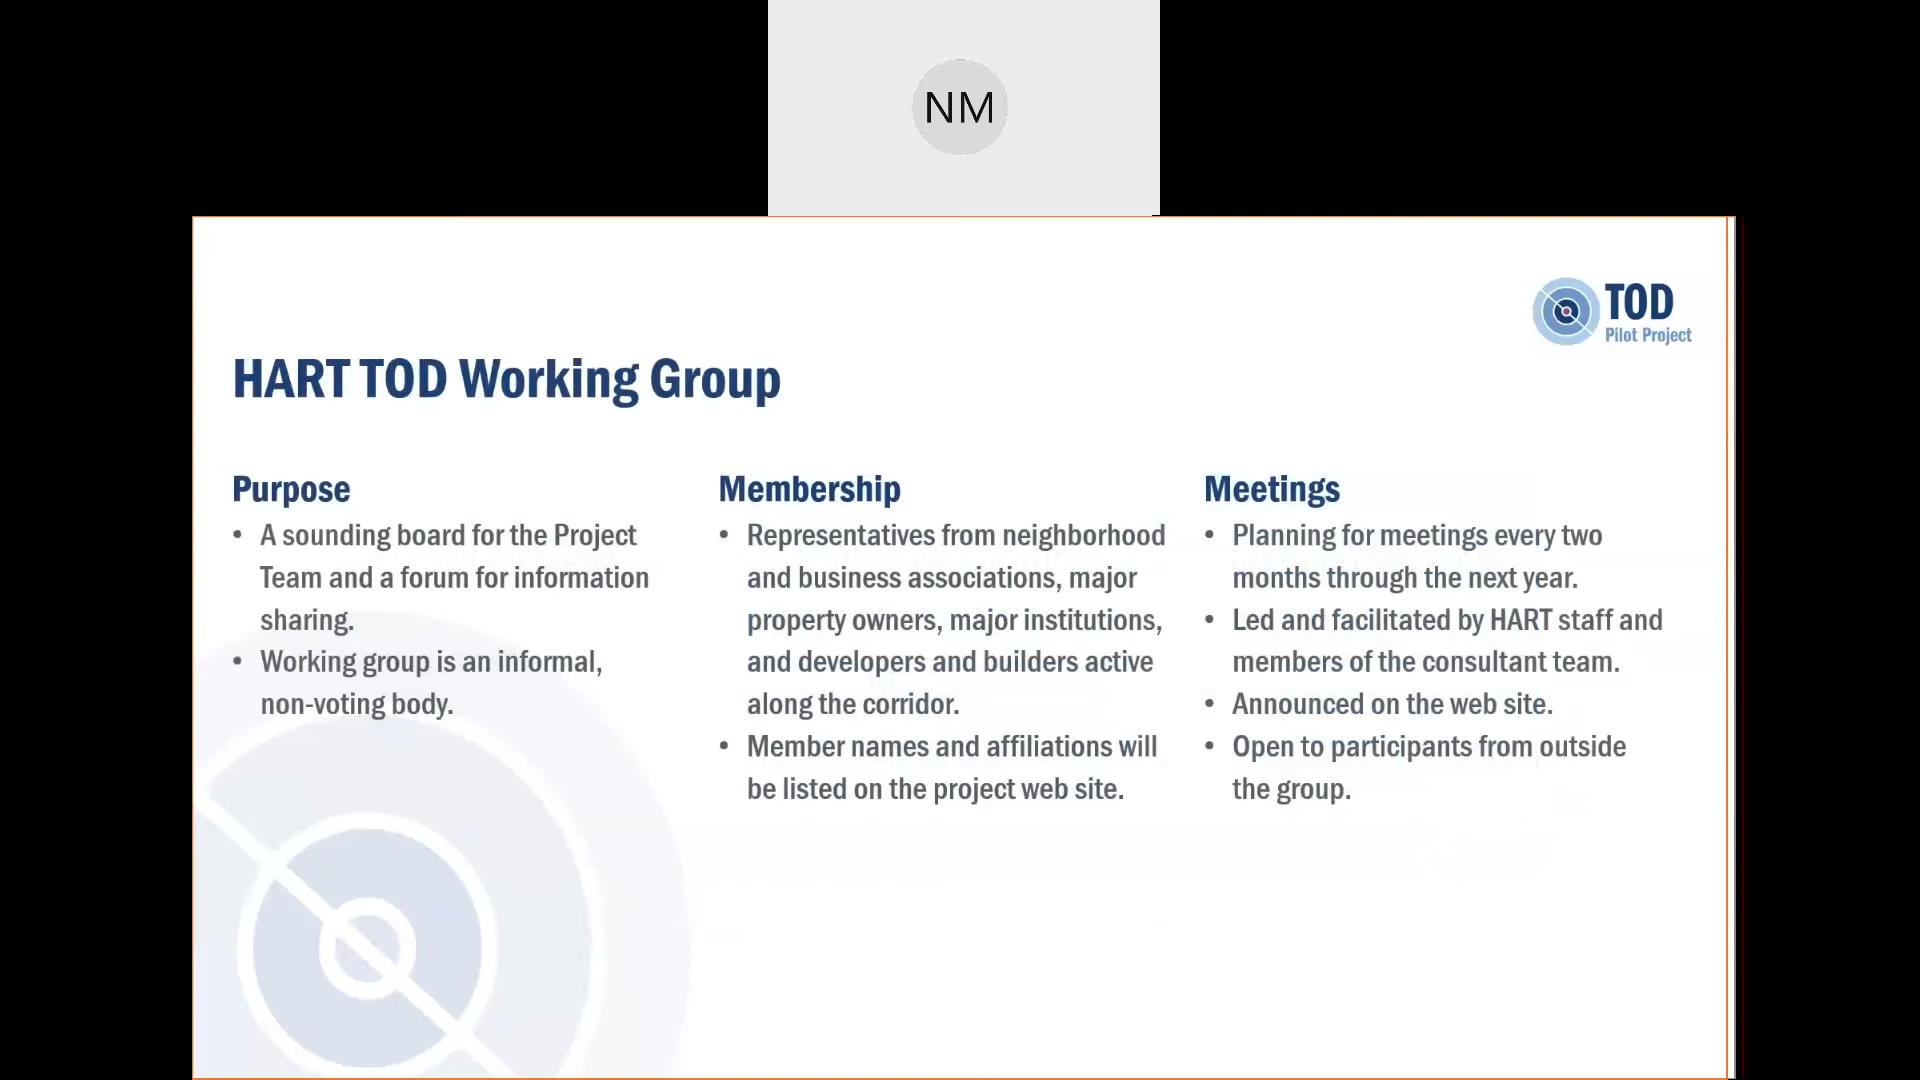 NM
TOD
Pilot Project
HART TOD Working Group
Purpose
• A sounding board for the Project
Team and a forum for information
sharing.
• Working group is an informal,
non-voting body.
Membership
• Representatives from neighborhood
and business associations, major
property owners, major institutions,
and developers and builders active
along the corridor.
• Member names and affiliations will
be listed on the project web site.
Meetings
• Planning for meetings every two
months through the next year.
• Led and facilitated by HART staff and
members of the consultant team.
• Announced on the web site.
• Open to participants from outside
the group.